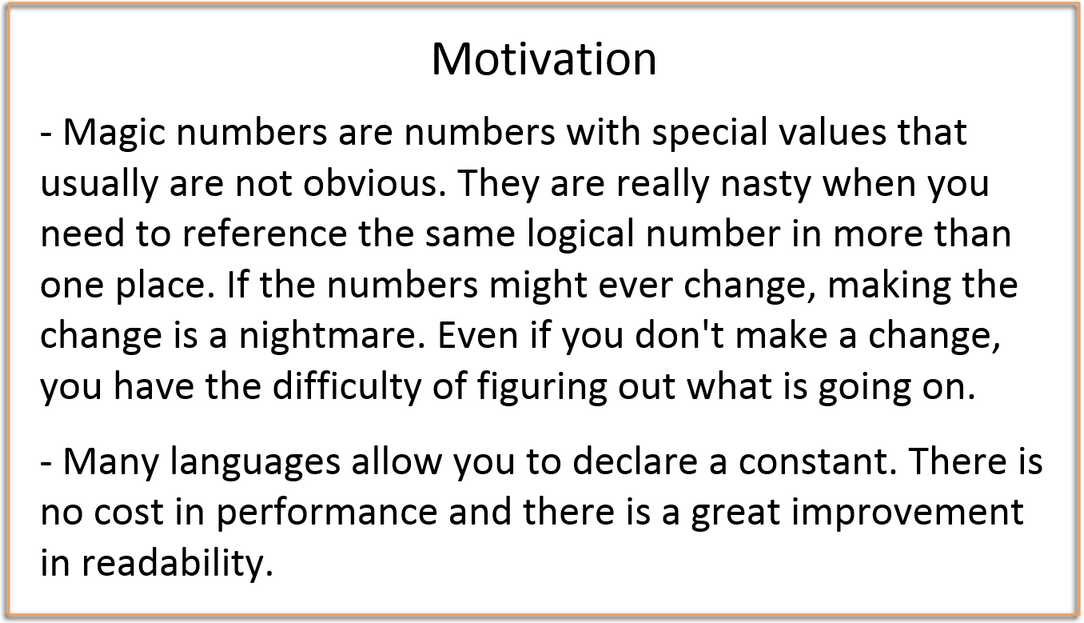 Motivation
- Magic numbers are numbers with special values that
usually are not obvious. They are really nasty when you
need to reference the same logical number in more than
one place. If the numbers might ever change, making the
change is a nightmare. Even if you don't make a change,
you have the difficulty of figuring out what is going on.
- Many languages allow you to declare a constant. There is
no cost in performance and there is a great improvement
in readability.